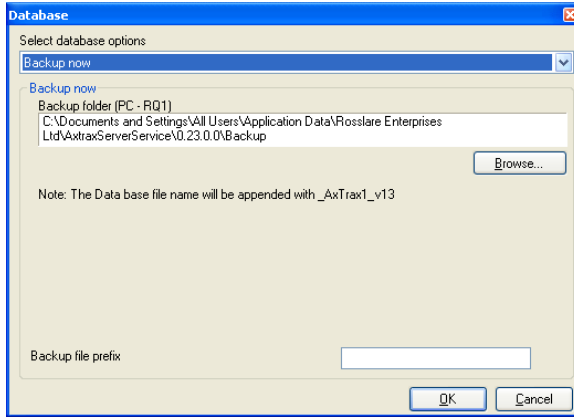 Database
Select database options
Backup now
Backup now
Backup folder (PC - RQ1)
C:\Documents and Settings\All Users\Application Data\Rosslare Enterprises
Ltd\AxtraxServerService\0.23.0.0\Backup
Browse...
Note: The Data base file name will be appended with _AxTrax1_v13
Backup file prefix
OK
Cancel